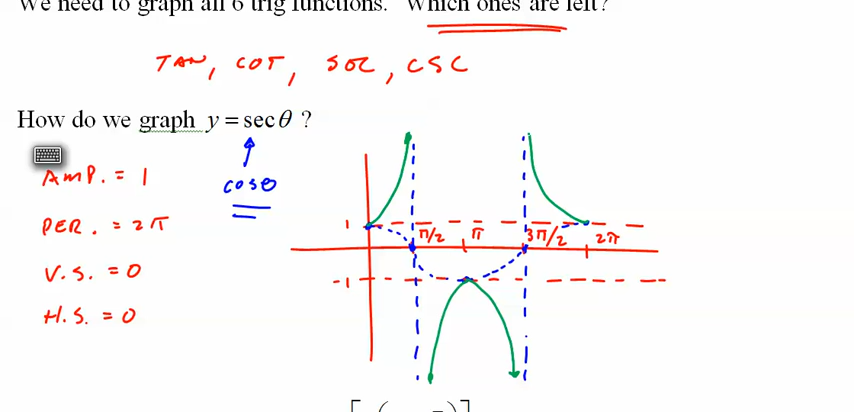 We need to graph all 6 trig functions. Which ones are left?
TAN, COT, SEC, CSC
How do we graph y = sec θ ?
AMP. = 1
cos θ
PER. = 2π
V.S. = 0
H.S. = 0
1
π/2 π 3π/2 2π
-1